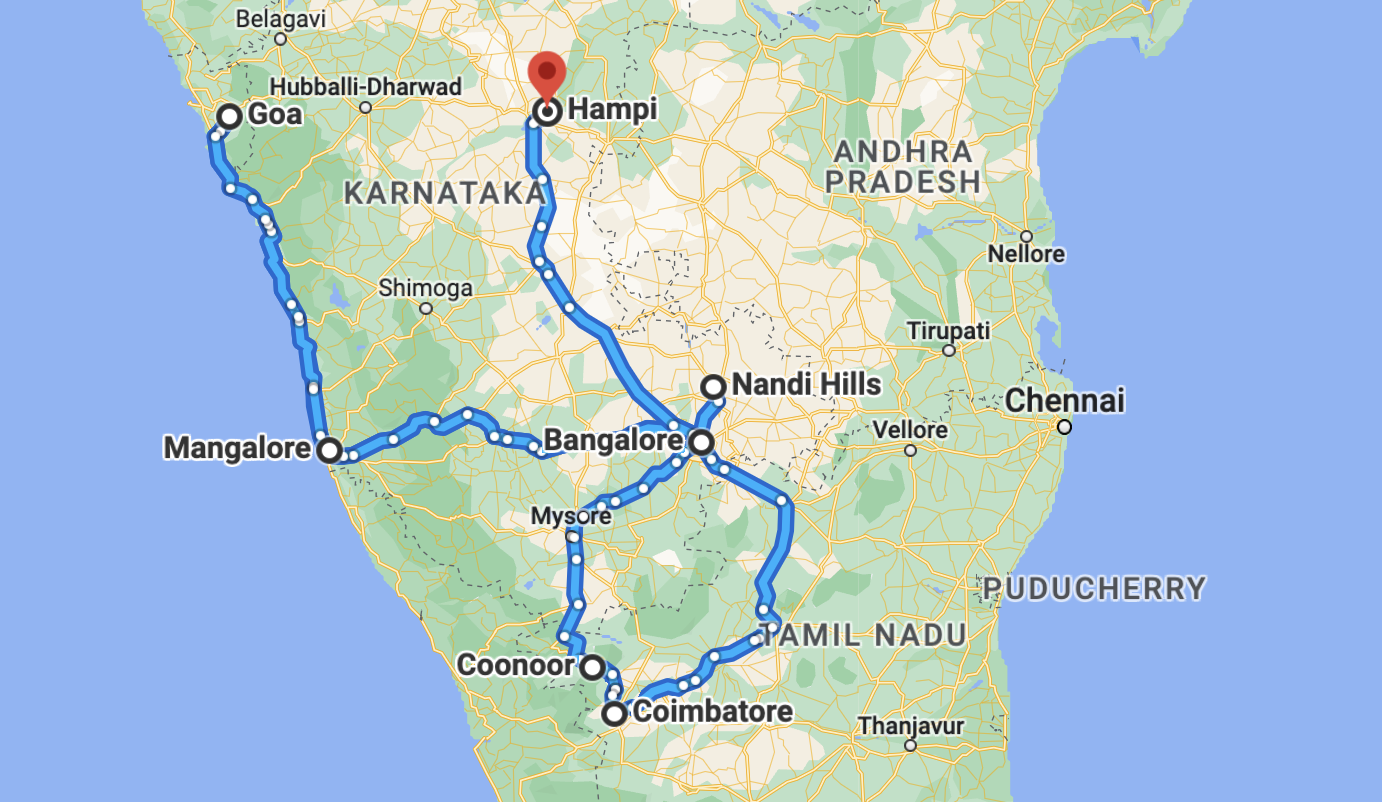 Belagavi
Hubballi-Dharwad
Goa
Hampi
ANDHRA
PRADESH
KARNATAKA
Nellore
Shimoga
Tirupati
Nandi Hills
Chennai
Mangalore
Bangalore
Vellore
Mysore
PUDUCHERRY
TAMIL NADU
Coonoor
Coimbatore
Thanjavur